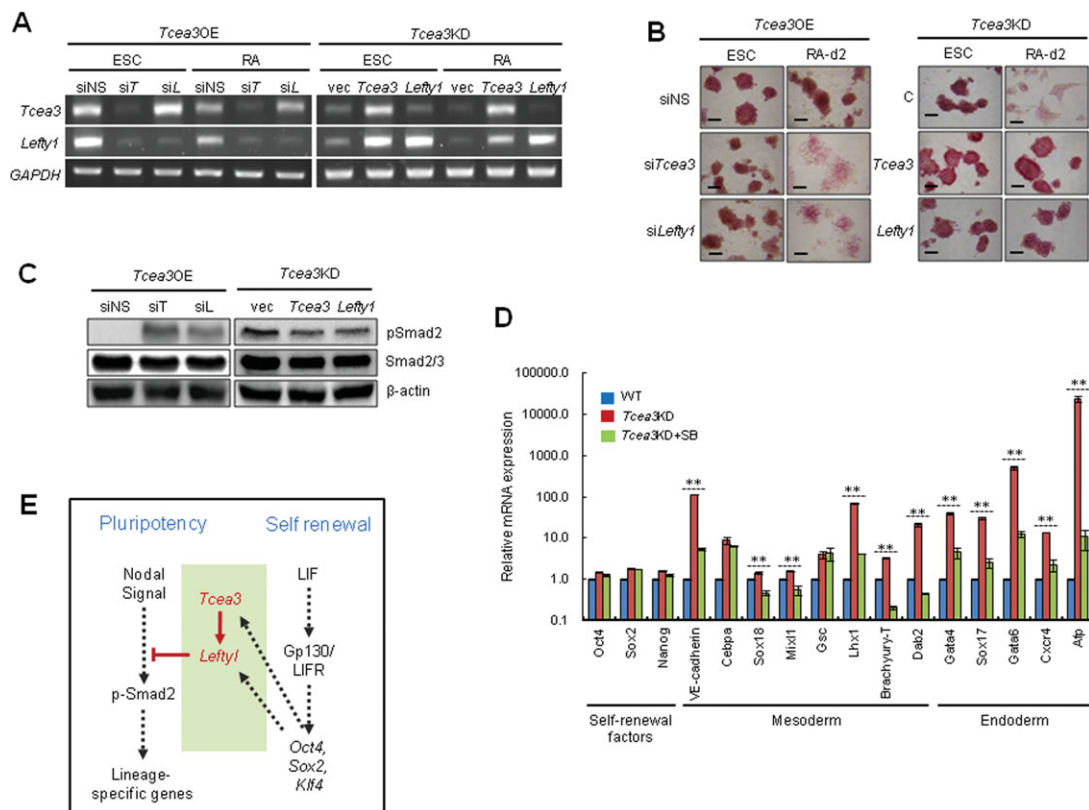 A
Tcea3OE
Tcea3KD
ESC RA ESC RA
siNS siT siL siNS siT siL vec Tcea3 Lefty1 vec Tcea3 Lefty1
Tcea3
Lefty1
GAPDH
B
Tcea3OE Tcea3KD
ESC RA-d2 ESC RA-d2
siNS C
siTcea3 Tcea3
siLefty1 Lefty1
C
Tcea3OE Tcea3KD
siNS siT siL vec Tcea3 Lefty1
pSmad2
Smad2/3
β-actin
D
Relative mRNA expression
100000.0
10000.0
1000.0
100.0
10.0
1.0
0.1
WT
Tcea3KD
Tcea3KD+SB
** ** ** ** ** ** ** ** ** ** **
Oct4 Sox2 Nanog VE-cadherin Cebpa Sox18 Mixl1 Gsc Lhx1 Brachyury-T Dab2 Gata4 Sox17 Gata6 Cxcr4 Afp
Self-renewal factors
Mesoderm
Endoderm
E
Pluripotency Self renewal
Nodal
Signal
p-Smad2
Lineage-
specific genes
Tcea3
Lefty1
LIF
Gp130/
LIFR
Oct4,
Sox2,
Klf4